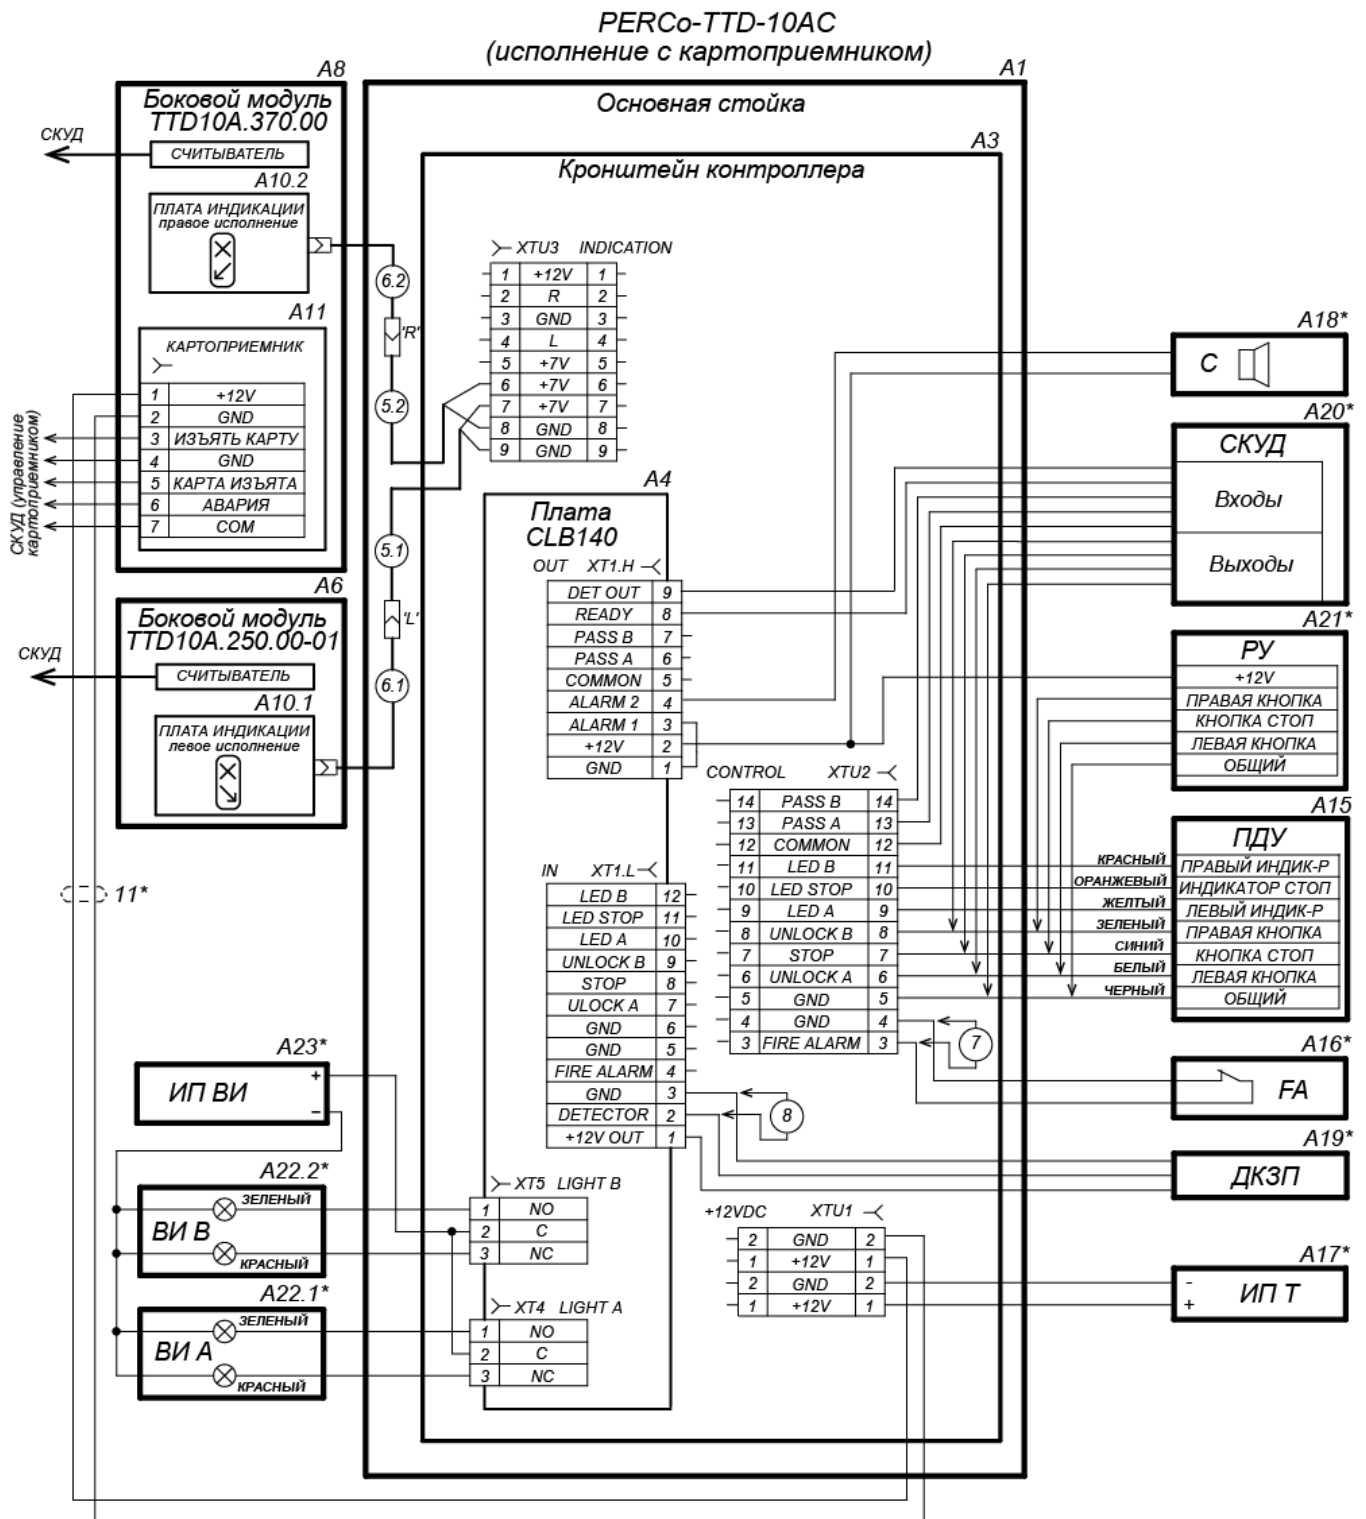 PERCo-TTD-10AC
(исполнение с картоприемником)
A8
Боковой модуль
TTD10A.370.00
СКУД
СЧИТЫВАТЕЛЬ
A10.2
ПЛАТА ИНДИКАЦИИ
правое исполнение
A11
КАРТОПРИЕМНИК
1 +12V
2 GND
3 ИЗЪЯТЬ КАРТУ
4 GND
5 КАРТА ИЗЪЯТА
6 АВАРИЯ
7 COM
СКУД (управление
картоприемником)
A6
Боковой модуль
TTD10A.250.00-01
СКУД
СЧИТЫВАТЕЛЬ
A10.1
ПЛАТА ИНДИКАЦИИ
левое исполнение
11*
A23*
ИП ВИ
+
−
A22.2*
ВИ В
ЗЕЛЕНЫЙ
КРАСНЫЙ
A22.1*
ВИ А
ЗЕЛЕНЫЙ
КРАСНЫЙ
6.2
'R'
5.2
5.1
'L'
6.1
A1
Основная стойка
A3
Кронштейн контроллера
XTU3 INDICATION
1 +12V 1
2 R 2
3 GND 3
4 L 4
5 +7V 5
6 +7V 6
7 +7V 7
8 GND 8
9 GND 9
A4
Плата
CLB140
OUT XT1.H
DET OUT 9
READY 8
PASS B 7
PASS A 6
COMMON 5
ALARM 2 4
ALARM 1 3
+12V 2
GND 1
IN XT1.L
LED B 12
LED STOP 11
LED A 10
UNLOCK B 9
STOP 8
ULOCK A 7
GND 6
GND 5
FIRE ALARM 4
GND 3
DETECTOR 2
+12V OUT 1
XT5 LIGHT B
1 NO
2 C
3 NC
XT4 LIGHT A
1 NO
2 C
3 NC
CONTROL XTU2
14 PASS B 14
13 PASS A 13
12 COMMON 12
11 LED B 11
10 LED STOP 10
9 LED A 9
8 UNLOCK B 8
7 STOP 7
6 UNLOCK A 6
5 GND 5
4 GND 4
3 FIRE ALARM 3
7
8
+12VDC XTU1
2 GND 2
1 +12V 1
2 GND 2
1 +12V 1
A18*
C
A20*
СКУД
Входы
Выходы
A21*
РУ
+12V
ПРАВАЯ КНОПКА
КНОПКА СТОП
ЛЕВАЯ КНОПКА
ОБЩИЙ
A15
ПДУ
КРАСНЫЙ ПРАВЫЙ ИНДИК-Р
ОРАНЖЕВЫЙ ИНДИКАТОР СТОП
ЖЕЛТЫЙ ЛЕВЫЙ ИНДИК-Р
ЗЕЛЕНЫЙ ПРАВАЯ КНОПКА
СИНИЙ КНОПКА СТОП
БЕЛЫЙ ЛЕВАЯ КНОПКА
ЧЕРНЫЙ ОБЩИЙ
A16*
FA
A19*
ДКЗП
A17*
-
+
ИП Т